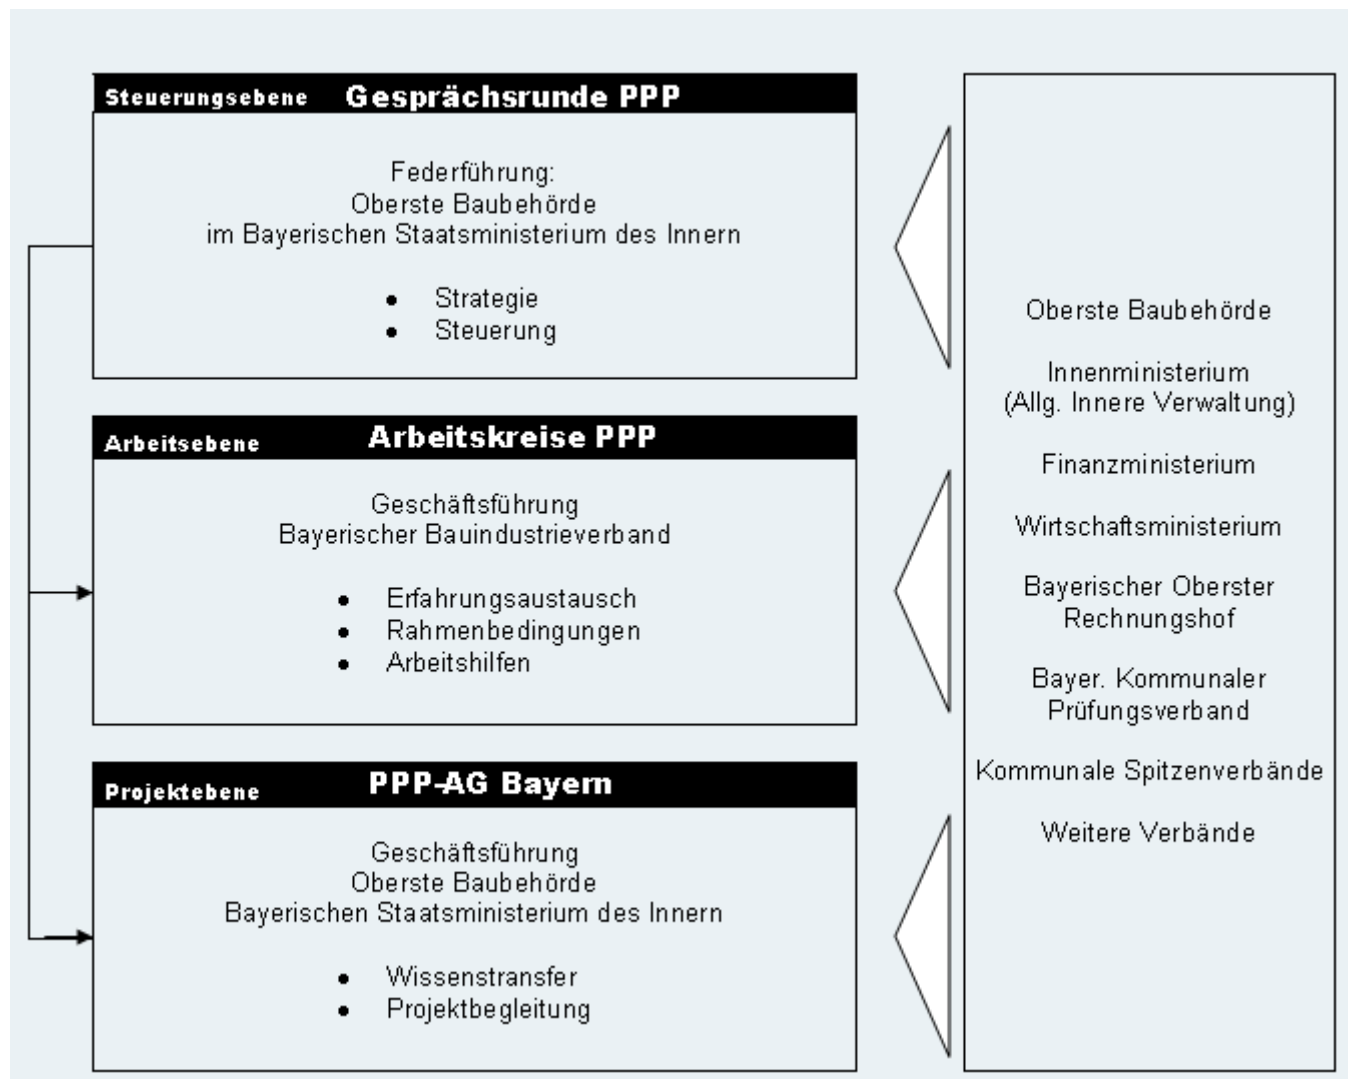 Steuerungsebene Gesprächsrunde PPP
Federführung:
Oberste Baubehörde
im Bayerischen Staatsministerium des Innern
● Strategie
● Steuerung
Arbeitsebene Arbeitskreise PPP
Geschäftsführung
Bayerischer Bauindustrieverband
● Erfahrungsaustausch
● Rahmenbedingungen
● Arbeitshilfen
Projektebene PPP-AG Bayern
Geschäftsführung
Oberste Baubehörde
Bayerischen Staatsministerium des Innern
● Wissenstransfer
● Projektbegleitung
Oberste Baubehörde
Innenministerium
(Allg. Innere Verwaltung)
Finanzministerium
Wirtschaftsministerium
Bayerischer Oberster
Rechnungshof
Bayer. Kommunaler
Prüfungsverband
Kommunale Spitzenverbände
Weitere Verbände